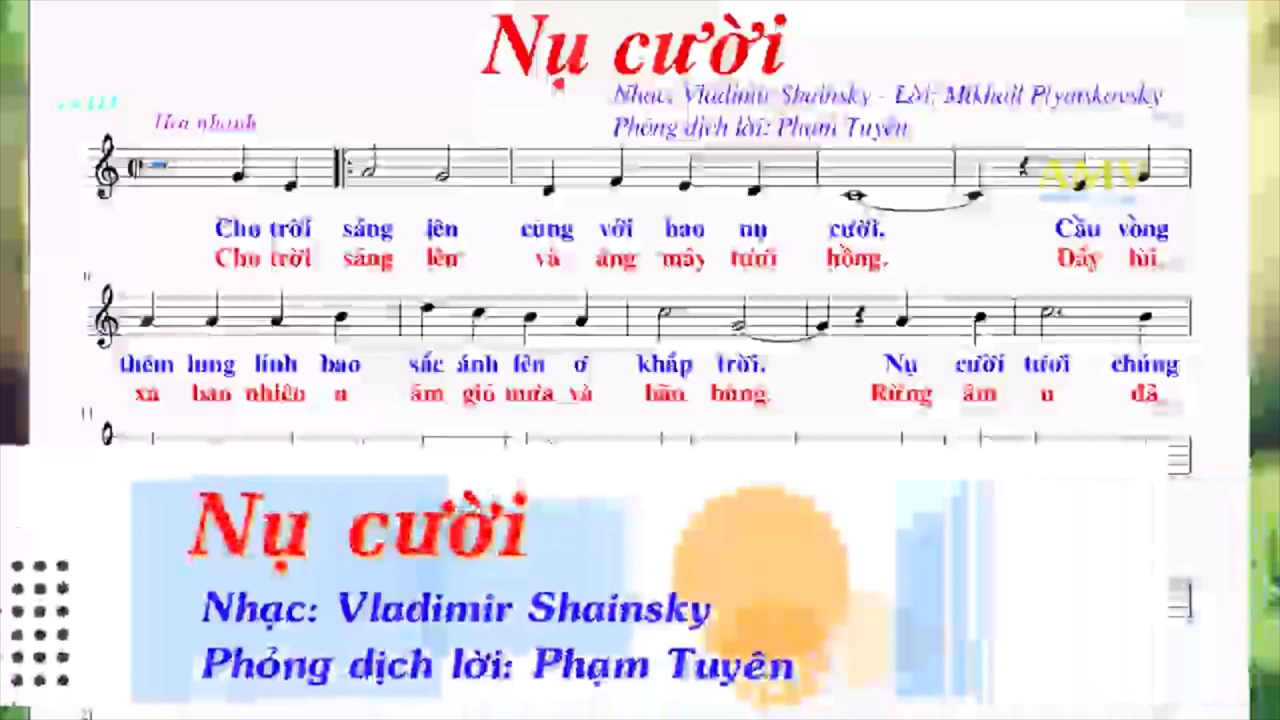 Nụ cười
Nhạc: Vladimir Shainsky - Lời: Mikhail Plyatskovsky
Hơi nhanh
Phỏng dịch lời: Phạm Tuyên
AMV
Cho trời sáng lên cùng với bao nụ cười. Cầu vồng
Cho trời sáng lên và áng mây tươi hồng. Đẩy lùi
thêm lung linh bao sắc ánh lên ở khắp trời. Nụ cười tươi chúng
xa bao nhiêu u ám gió mưa và bão bùng. Rừng âm u đã
Nụ cười
Nhạc: Vladimir Shainsky
Phỏng dịch lời: Phạm Tuyên